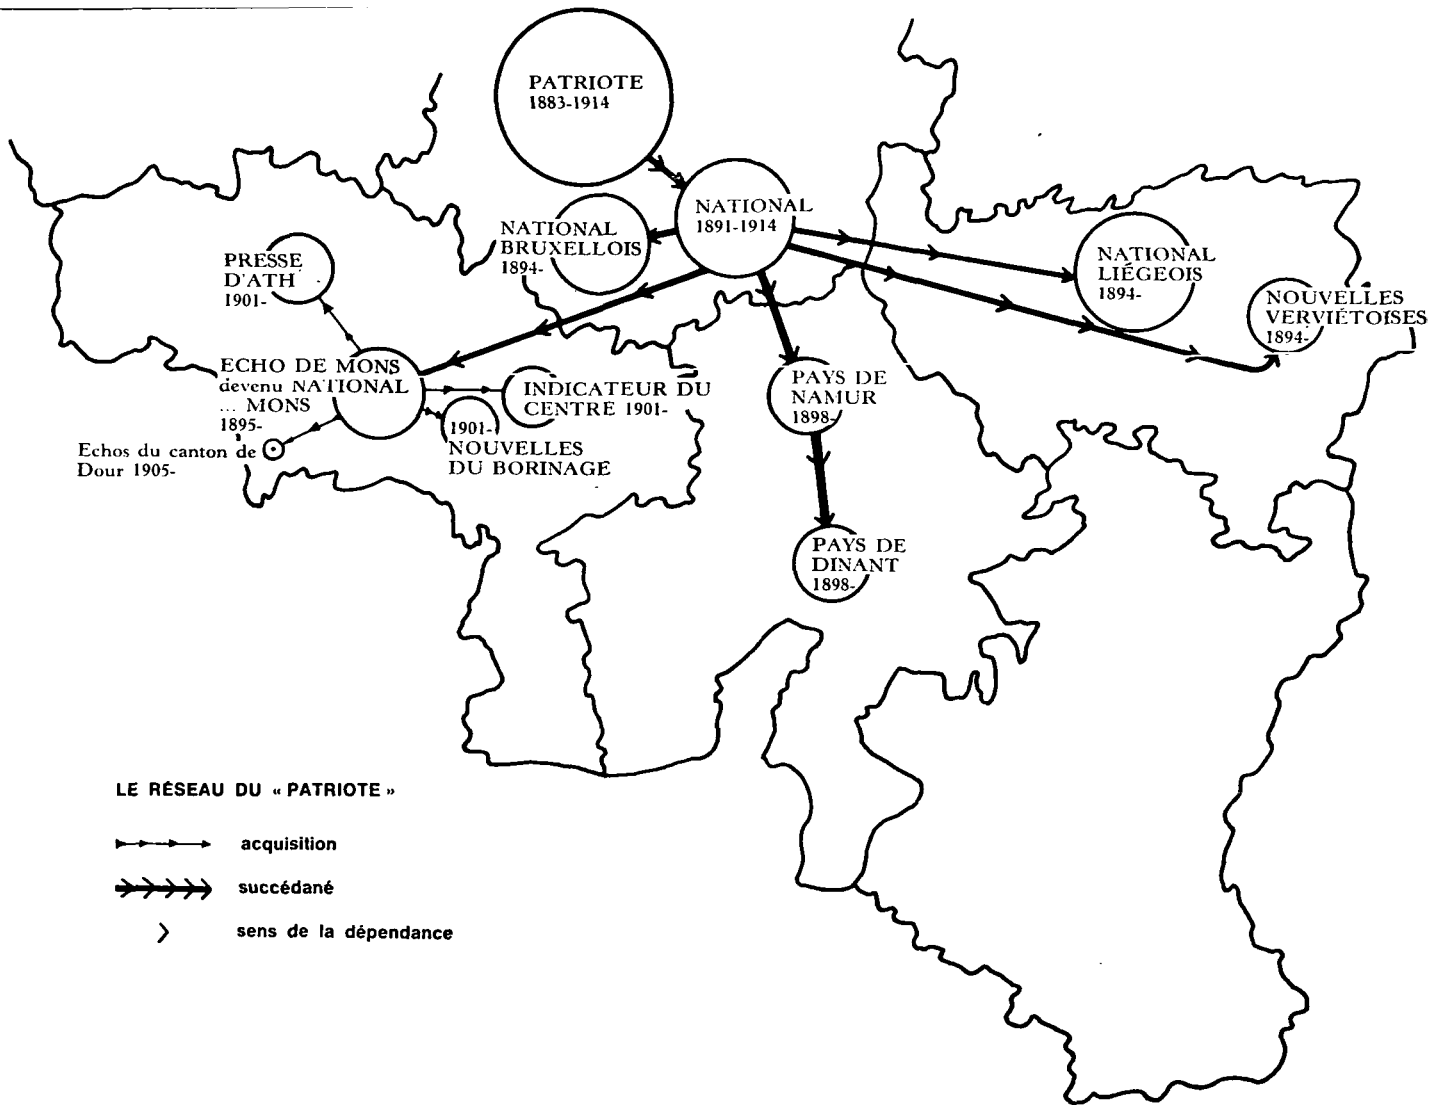 PATRIOTE
1883-1914
NATIONAL
1891-1914
NATIONAL
BRUXELLOIS
1894-
NATIONAL
LIÉGEOIS
1894-
NOUVELLES
VERVIÉTOISES
1894-
PRESSE
D'ATH
1901-
ECHO DE MONS
devenu NATIONAL
... MONS
1895-
INDICATEUR DU
CENTRE 1901-
1901-
NOUVELLES
DU BORINAGE
Echos du canton de
Dour 1905-
PAYS DE
NAMUR
1898-
PAYS DE
DINANT
1898-
LE RÉSEAU DU « PATRIOTE »
acquisition
succédané
sens de la dépendance